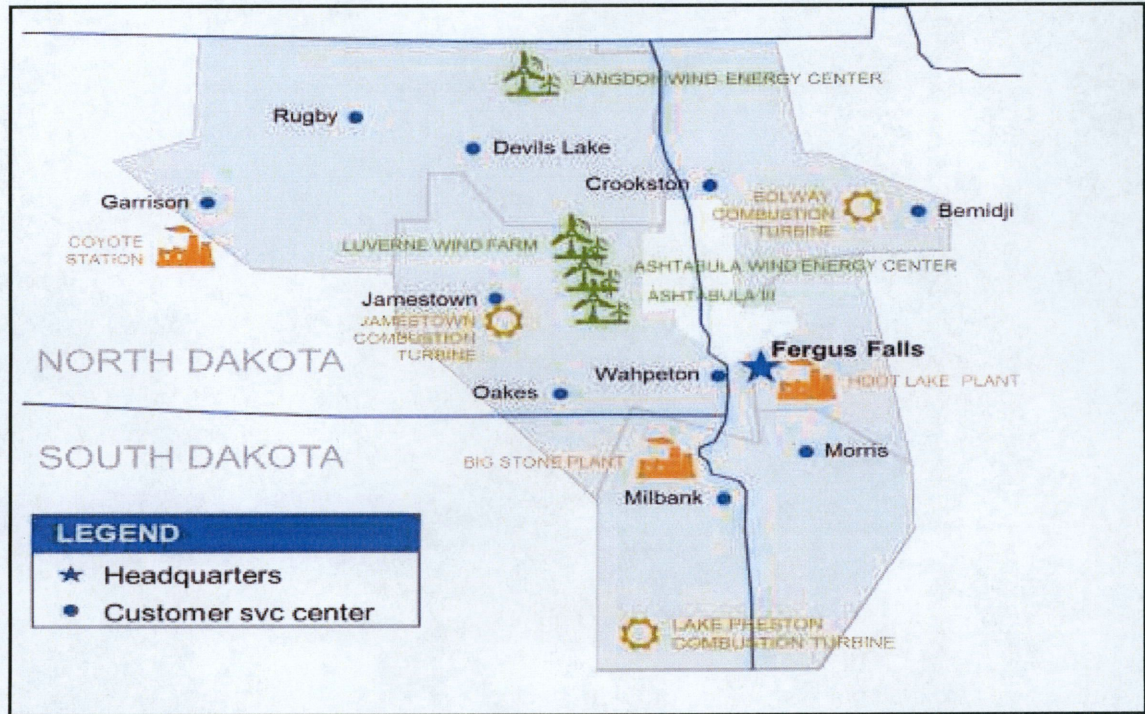 LANGDON WIND ENERGY CENTER
Rugby
Devils Lake
Crookston
Garrison
SOLWAY
COMBUSTION
TURBINE
Bemidji
COYOTE
STATION
LUVERNE WIND FARM
ASHTABULA WIND ENERGY CENTER
ASHTABULA III
Jamestown
JAMESTOWN
COMBUSTION
TURBINE
NORTH DAKOTA
Fergus Falls
Wahpeton
HOOT LAKE PLANT
Oakes
SOUTH DAKOTA
BIG STONE PLANT
Morris
Milbank
LEGEND
Headquarters
Customer svc center
LAKE PRESTON
COMBUSTION TURBINE